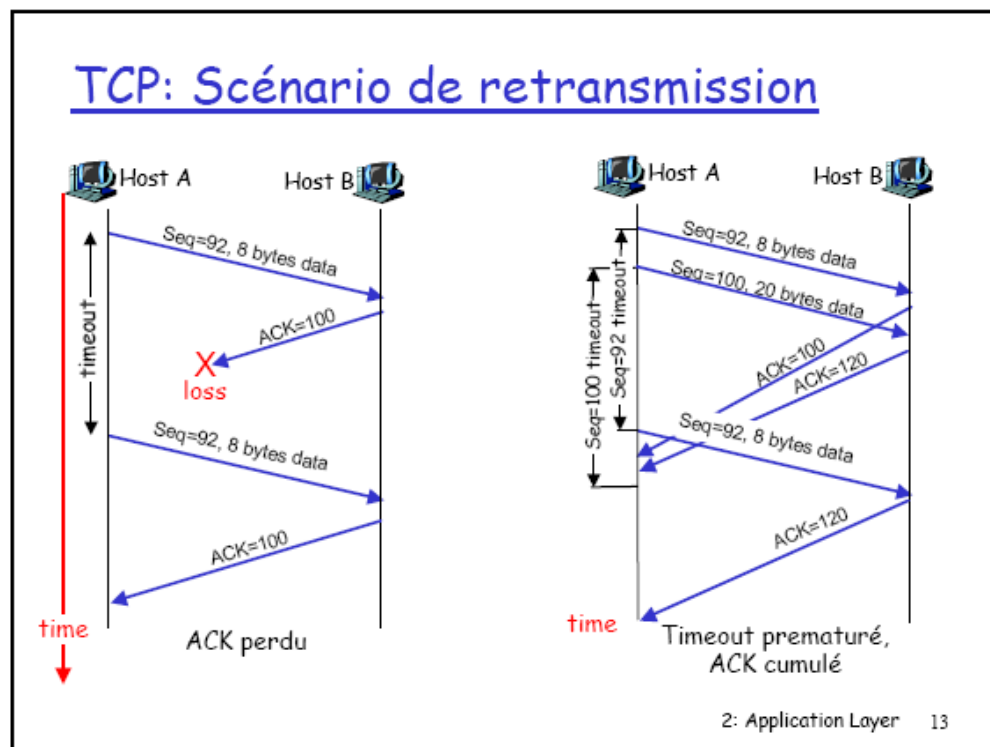 TCP: Scénario de retransmission
Host A
Host B
Seq=92, 8 bytes data
timeout
ACK=100
X
loss
Seq=92, 8 bytes data
ACK=100
time
ACK perdu
Host A
Host B
Seq=92, 8 bytes data
Seq=100, 20 bytes data
Seq=92 timeout
Seq=100 timeout
ACK=100
ACK=120
Seq=92, 8 bytes data
ACK=120
time
Timeout prematuré,
ACK cumulé
2: Application Layer 13